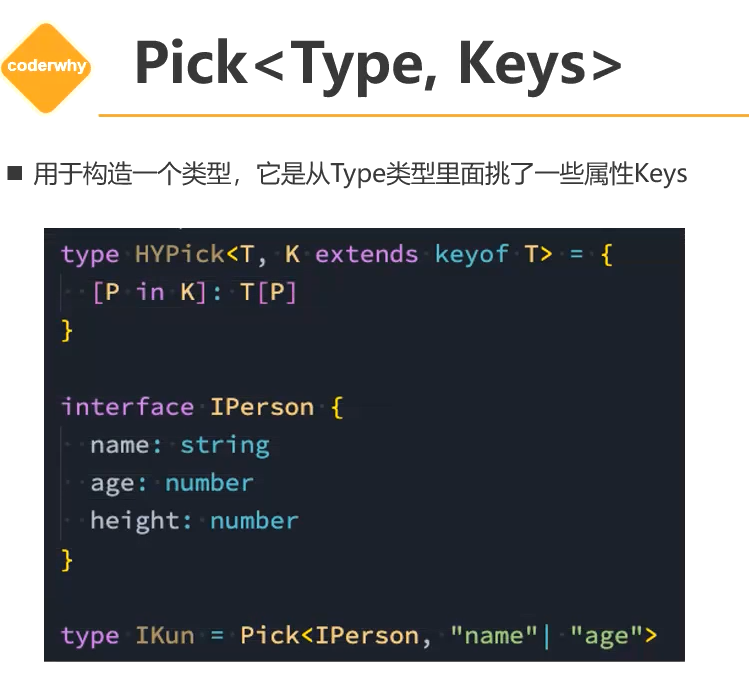 coderwhy
Pick<Type, Keys>
■ 用于构造一个类型，它是从Type类型里面挑了一些属性Keys
type HYPick<T, K extends keyof T> = {
  [P in K]: T[P]
}
interface IPerson {
  name: string
  age: number
  height: number
}
type IKun = Pick<IPerson, "name"| "age">